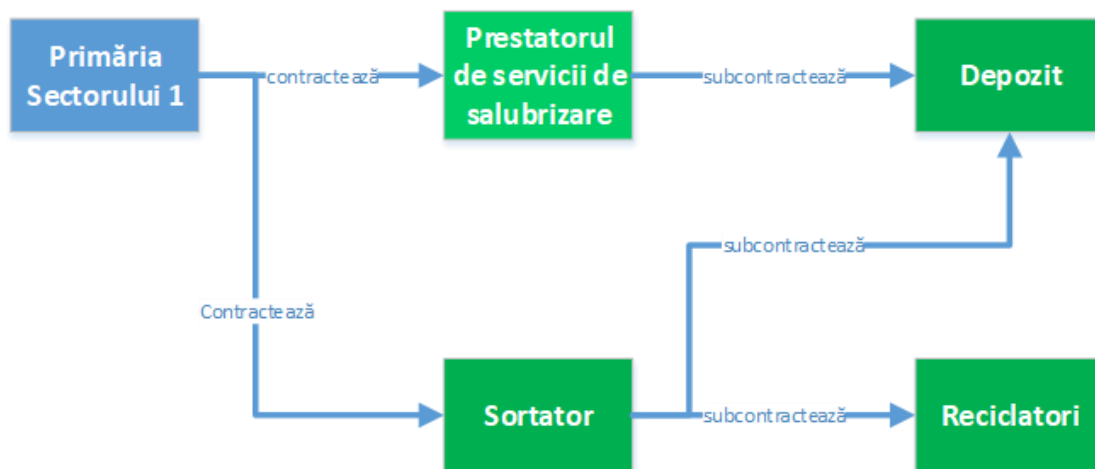 Primăria
Sectorului 1
contractează
Prestatorul
de servicii de
salubrizare
subcontractează
Depozit
subcontractează
Contractează
Sortator
subcontractează
Reciclatori